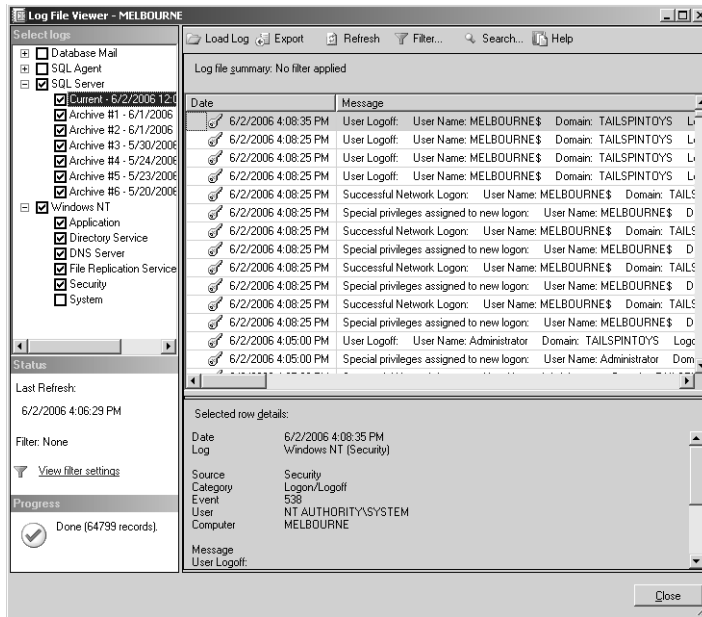 Log File Viewer - MELBOURNE
Select logs
Database Mail
SQL Agent
SQL Server
Current - 6/2/2006 12:0
Archive #1 - 6/1/2006
Archive #2 - 6/1/2006
Archive #3 - 5/30/2006
Archive #4 - 5/24/2006
Archive #5 - 5/23/2006
Archive #6 - 5/20/2006
Windows NT
Application
Directory Service
DNS Server
File Replication Service
Security
System
Status
Last Refresh:
6/2/2006 4:06:29 PM
Filter: None
View filter settings
Progress
Done (64799 records).
Load Log Export Refresh Filter... Search... Help
Log file summary: No filter applied
Date Message
6/2/2006 4:08:35 PM User Logoff: User Name: MELBOURNE$ Domain: TAILSPINTOYS L
6/2/2006 4:08:25 PM User Logoff: User Name: MELBOURNE$ Domain: TAILSPINTOYS L
6/2/2006 4:08:25 PM User Logoff: User Name: MELBOURNE$ Domain: TAILSPINTOYS L
6/2/2006 4:08:25 PM User Logoff: User Name: MELBOURNE$ Domain: TAILSPINTOYS L
6/2/2006 4:08:25 PM Successful Network Logon: User Name: MELBOURNE$ Domain: TAILS
6/2/2006 4:08:25 PM Special privileges assigned to new logon: User Name: MELBOURNE$ D
6/2/2006 4:08:25 PM Successful Network Logon: User Name: MELBOURNE$ Domain: TAILS
6/2/2006 4:08:25 PM Special privileges assigned to new logon: User Name: MELBOURNE$ D
6/2/2006 4:08:25 PM Successful Network Logon: User Name: MELBOURNE$ Domain: TAILS
6/2/2006 4:08:25 PM Special privileges assigned to new logon: User Name: MELBOURNE$ D
6/2/2006 4:08:25 PM Successful Network Logon: User Name: MELBOURNE$ Domain: TAILS
6/2/2006 4:08:25 PM Special privileges assigned to new logon: User Name: MELBOURNE$ D
6/2/2006 4:05:00 PM User Logoff: User Name: Administrator Domain: TAILSPINTOYS Logo
6/2/2006 4:05:00 PM Special privileges assigned to new logon: User Name: Administrator Dom
Selected row details:
Date 6/2/2006 4:08:35 PM
Log Windows NT (Security)
Source Security
Category Logon/Logoff
Event 538
User NT AUTHORITY\SYSTEM
Computer MELBOURNE
Message
User Logoff:
Close